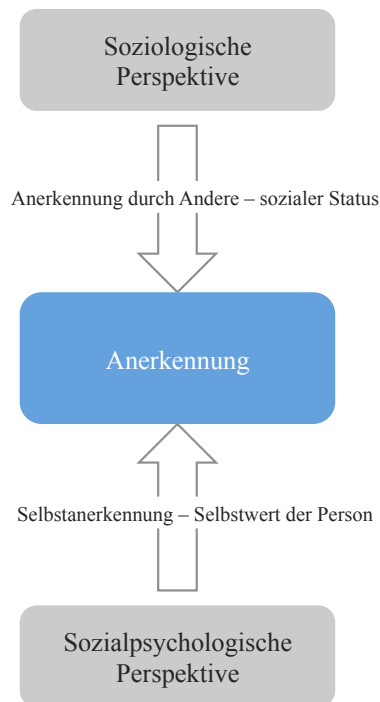 Soziologische
Perspektive
Anerkennung durch Andere – sozialer Status
Anerkennung
Selbstanerkennung – Selbstwert der Person
Sozialpsychologische
Perspektive